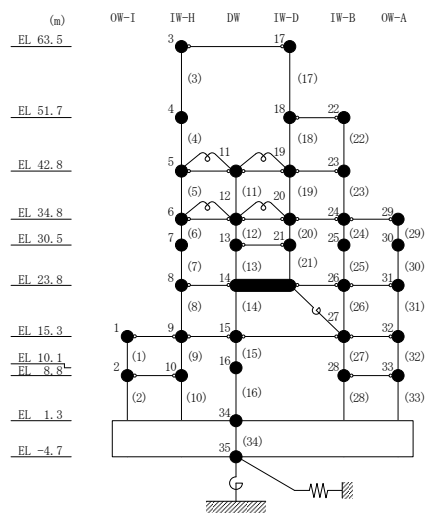 (m) OW-I IW-H DW IW-D IW-B OW-A
EL 63.5 3 17
(3) (17)
EL 51.7 4 18 22
(4) (18) (22)
EL 42.8 5 11 19 23
(5) (11) (19) (23)
EL 34.8 6 12 20 24 29
(6) (12) (20) (24) (29)
EL 30.5 7 13 21 25 30
(7) (13) (21) (25) (30)
EL 23.8 8 14 26 31
(8) (14) (26) (31)
27
EL 15.3 1 9 15 32
(1) (9) (15) (27) (32)
EL 10.1 16
EL 8.8 2 10 28 33
(2) (10) (16) (28) (33)
EL 1.3 34
(34)
EL -4.7 35